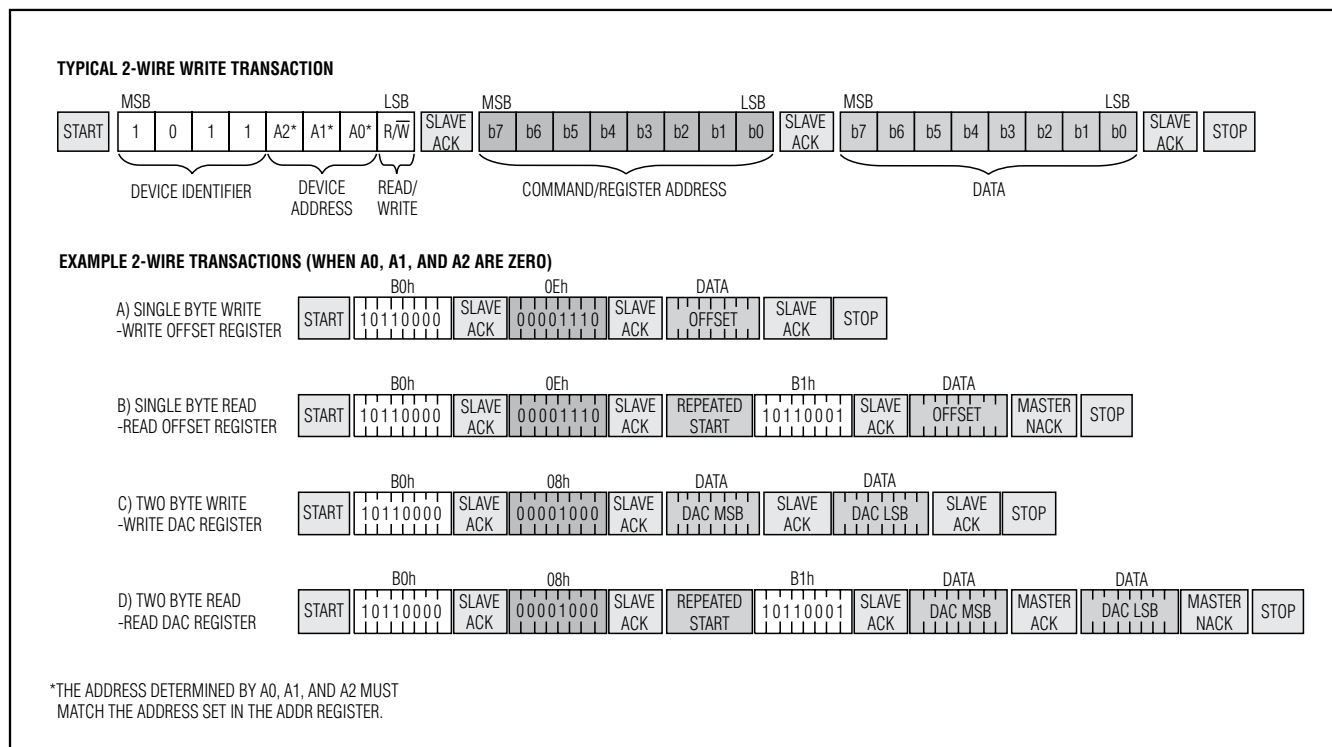 TYPICAL 2-WIRE WRITE TRANSACTION
MSB LSB MSB LSB MSB LSB
START 1 0 1 1 A2* A1* A0* R/W̅ SLAVE ACK b7 b6 b5 b4 b3 b2 b1 b0 SLAVE ACK b7 b6 b5 b4 b3 b2 b1 b0 SLAVE ACK STOP
DEVICE IDENTIFIER DEVICE ADDRESS READ/WRITE COMMAND/REGISTER ADDRESS DATA
EXAMPLE 2-WIRE TRANSACTIONS (WHEN A0, A1, AND A2 ARE ZERO)
B0h 0Eh DATA
A) SINGLE BYTE WRITE
-WRITE OFFSET REGISTER
START 10110000 SLAVE ACK 00001110 SLAVE ACK OFFSET SLAVE ACK STOP
B0h 0Eh B1h DATA
B) SINGLE BYTE READ
-READ OFFSET REGISTER
START 10110000 SLAVE ACK 00001110 SLAVE ACK REPEATED START 10110001 SLAVE ACK OFFSET MASTER NACK STOP
B0h 08h DATA DATA
C) TWO BYTE WRITE
-WRITE DAC REGISTER
START 10110000 SLAVE ACK 00001000 SLAVE ACK DAC MSB SLAVE ACK DAC LSB SLAVE ACK STOP
B0h 08h B1h DATA DATA
D) TWO BYTE READ
-READ DAC REGISTER
START 10110000 SLAVE ACK 00001000 SLAVE ACK REPEATED START 10110001 SLAVE ACK DAC MSB MASTER ACK DAC LSB MASTER NACK STOP
*THE ADDRESS DETERMINED BY A0, A1, AND A2 MUST
MATCH THE ADDRESS SET IN THE ADDR REGISTER.